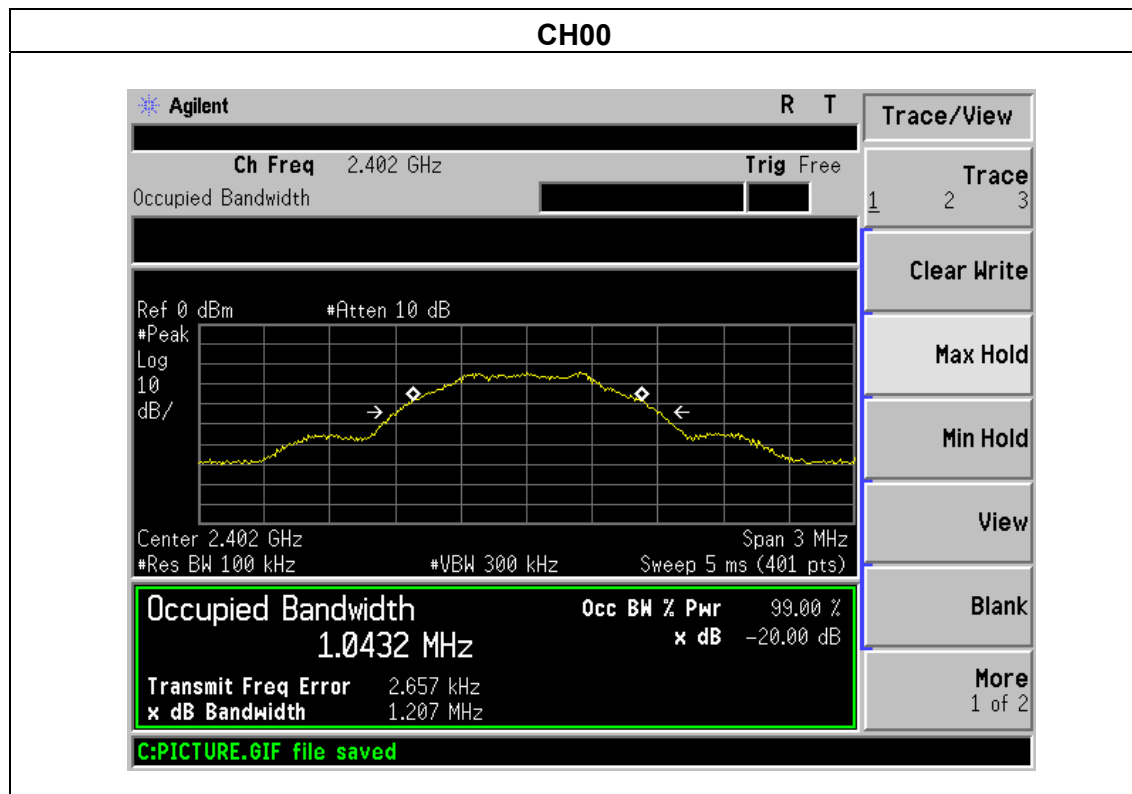 CH00
Agilent R T
Ch Freq 2.402 GHz Trig Free
Occupied Bandwidth
Ref 0 dBm #Atten 10 dB
#Peak
Log
10
dB/
Center 2.402 GHz Span 3 MHz
#Res BW 100 kHz #VBW 300 kHz Sweep 5 ms (401 pts)
Occupied Bandwidth Occ BW % Pwr 99.00 %
1.0432 MHz x dB -20.00 dB
Transmit Freq Error 2.657 kHz
x dB Bandwidth 1.207 MHz
C:PICTURE.GIF file saved
Trace/View
Trace
1 2 3
Clear Write
Max Hold
Min Hold
View
Blank
More
1 of 2